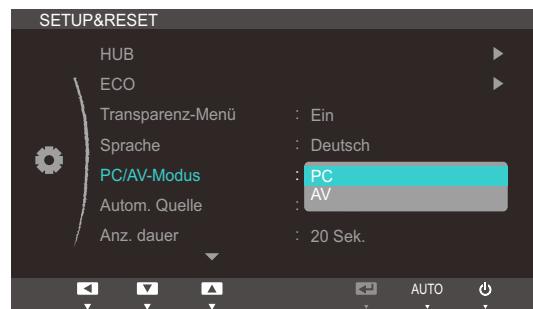 SETUP&RESET
HUB
ECO
Transparenz-Menü : Ein
Sprache : Deutsch
PC/AV-Modus : PC
AV
Autom. Quelle :
Anz. dauer : 20 Sek.
AUTO